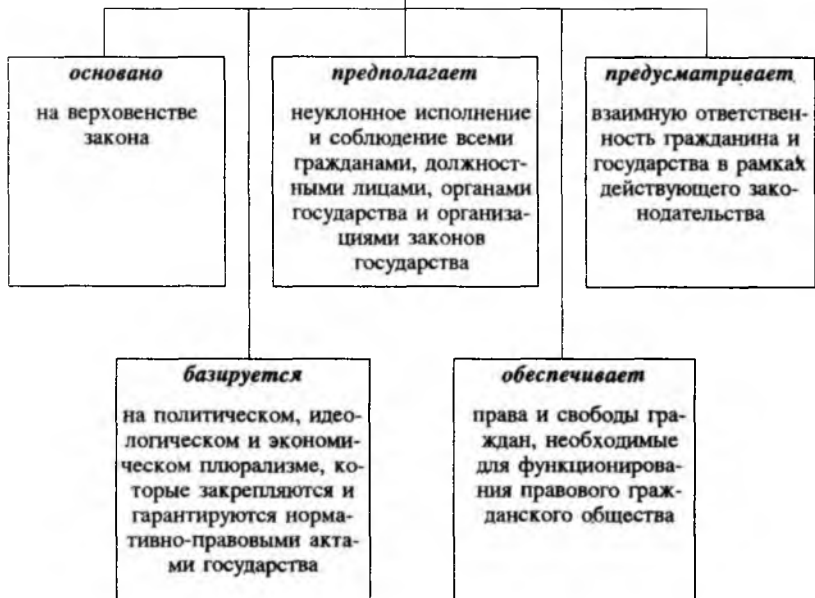 основано
на верховенстве
закона
предполагает
неуклонное исполнение
и соблюдение всеми
гражданами, должност-
ными лицами, органами
государства и организа-
циями законов
государства
предусматривает
взаимную ответствен-
ность гражданина и
государства в рамках
действующего зако-
нодательства
базируется
на политическом, идео-
логическом и экономи-
ческом плюрализме, ко-
торые закрепляются и
гарантируются норма-
тивно-правовыми акта-
ми государства
обеспечивает
права и свободы гра-
ждан, необходимые
для функционирова-
ния правового граж-
данского общества